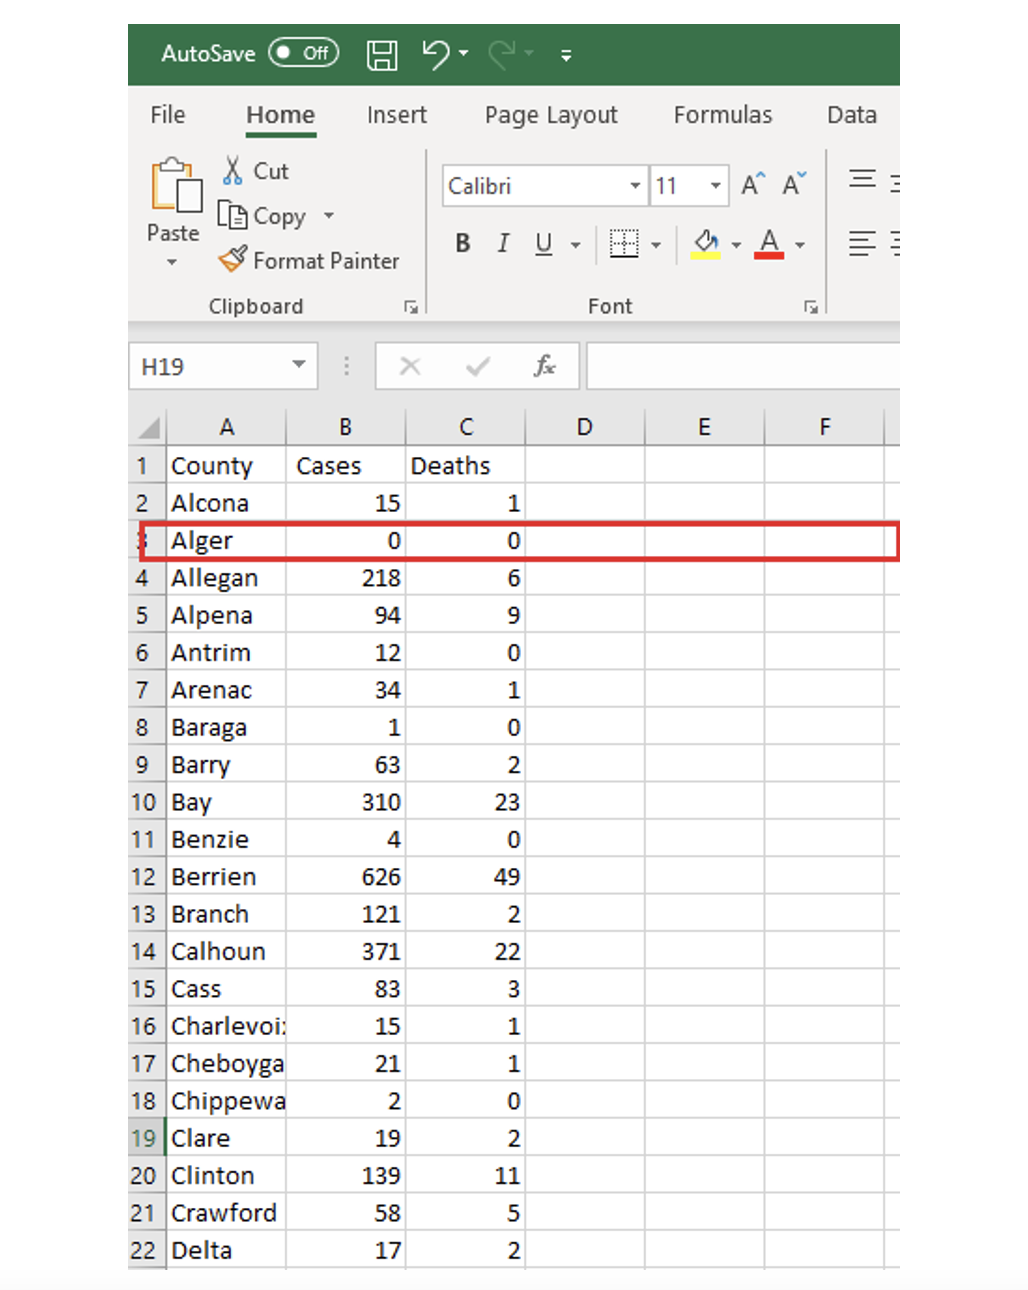 AutoSave Off
File Home Insert Page Layout Formulas Data
Cut
Calibri 11 A A
Copy
Paste
B I U A
Format Painter
Clipboard Font
H19 fx
A B C D E F
1 County Cases Deaths
2 Alcona 15 1
3 Alger 0 0
4 Allegan 218 6
5 Alpena 94 9
6 Antrim 12 0
7 Arenac 34 1
8 Baraga 1 0
9 Barry 63 2
10 Bay 310 23
11 Benzie 4 0
12 Berrien 626 49
13 Branch 121 2
14 Calhoun 371 22
15 Cass 83 3
16 Charlevoi 15 1
17 Cheboyga 21 1
18 Chippewa 2 0
19 Clare 19 2
20 Clinton 139 11
21 Crawford 58 5
22 Delta 17 2